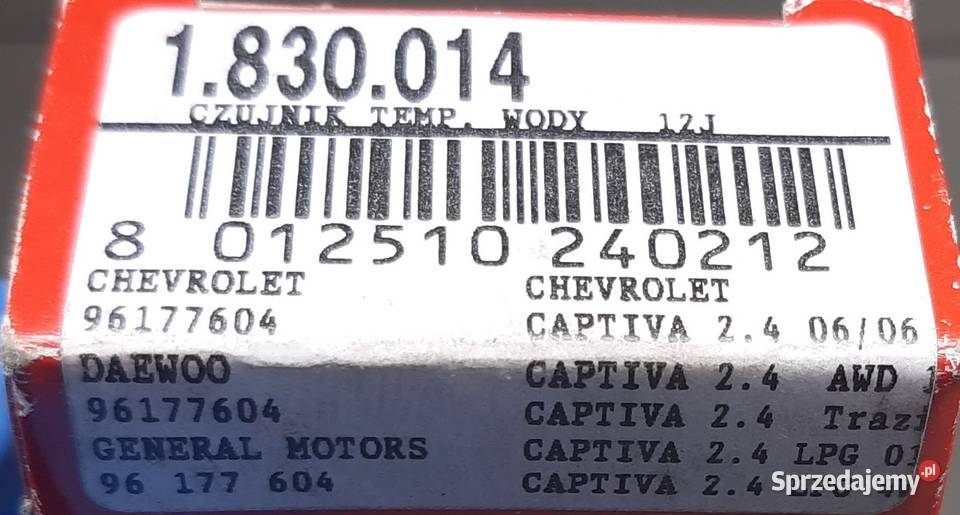 1.830.014
CZUJNIK TEMP. WODY 12J
8 012510 240212
CHEVROLET
96177604
DAEWOO
96177604
GENERAL MOTORS
96 177 604
CHEVROLET
CAPTIVA 2.4 06/06
CAPTIVA 2.4 AWD
CAPTIVA 2.4
CAPTIVA 2.4 LPG
CAPTIVA 2.4
Sprzedajemy.pl